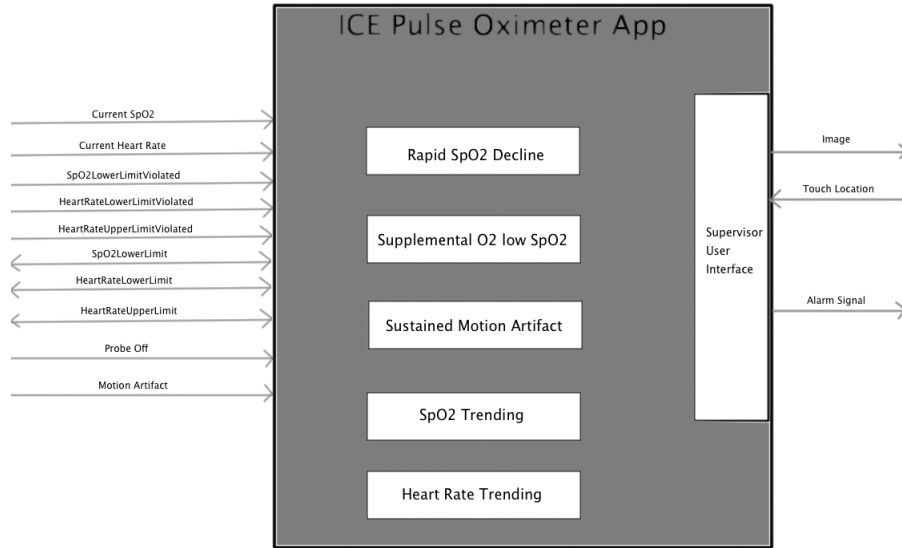 ICE Pulse Oximeter App
Current SpO2
Current Heart Rate
SpO2LowerLimitViolated
HeartRateLowerLimitViolated
HeartRateUpperLimitViolated
SpO2LowerLimit
HeartRateLowerLimit
HeartRateUpperLimit
Probe Off
Motion Artifact
Rapid SpO2 Decline
Supplemental O2 low SpO2
Sustained Motion Artifact
SpO2 Trending
Heart Rate Trending
Supervisor
User
Interface
Image
Touch Location
Alarm Signal